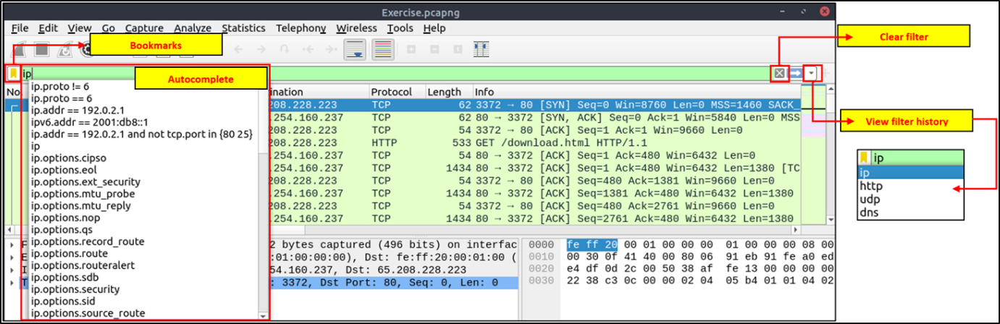 Exercise.pcapng
File Edit View Go Capture Analyze Statistics Telephony Wireless Tools Help
Bookmarks
Clear filter
ip
Autocomplete
No ination Protocol Length Info
ip.proto != 6
ip.proto == 6
ip.addr == 192.0.2.1
ipv6.addr == 2001:db8::1
ip.addr == 192.0.2.1 and not tcp.port in {80 25}
ip
ip.options.cipso
ip.options.eol
ip.options.ext_security
ip.options.mtu_probe
ip.options.mtu_reply
ip.options.nop
ip.options.qs
ip.options.record_route
ip.options.route
ip.options.routeralert
ip.options.sdb
ip.options.security
ip.options.sid
ip.options.source_route
208.228.223 TCP 62 3372 → 80 [SYN] Seq=0 Win=8760 Len=0 MSS=1460 SACK_
.254.160.237 TCP 62 80 → 3372 [SYN, ACK] Seq=0 Ack=1 Win=5840 Len=0 MSS
208.228.223 TCP 54 3372 → 80 [ACK] Seq=1 Ack=1 Win=9660 Len=0
208.228.223 HTTP 533 GET /download.html HTTP/1.1
.254.160.237 TCP 54 80 → 3372 [ACK] Seq=1 Ack=480 Win=6432 Len=0
.254.160.237 TCP 1434 80 → 3372 [ACK] Seq=1 Ack=480 Win=6432 Len=1380 [TC
208.228.223 TCP 54 3372 → 80 [ACK] Seq=480 Ack=1381 Win=9660 Len=0
.254.160.237 TCP 1434 80 → 3372 [ACK] Seq=1381 Ack=480 Win=6432 Len=1380
208.228.223 TCP 54 3372 → 80 [ACK] Seq=480 Ack=2761 Win=9660 Len=0
.254.160.237 TCP 1434 80 → 3372 [ACK] Seq=2761 Ack=480 Win=6432 Len=1380
View filter history
ip
ip
http
udp
dns
2 bytes captured (496 bits) on interfac
:01:00:00:00), Dst: fe:ff:20:00:01:00 (
54.160.237, Dst: 65.208.228.223
: 3372, Dst Port: 80, Seq: 0, Len: 0
0000 fe ff 20 00 01 00 00 00 01 00 00 00 08 00
0010 00 30 0f 41 40 00 80 06 91 eb 91 fe a0 ed
0020 e4 df 0d 2c 00 50 38 af fe 13 00 00 00 00
0030 22 38 c3 0c 00 00 02 04 05 b4 01 01 04 02